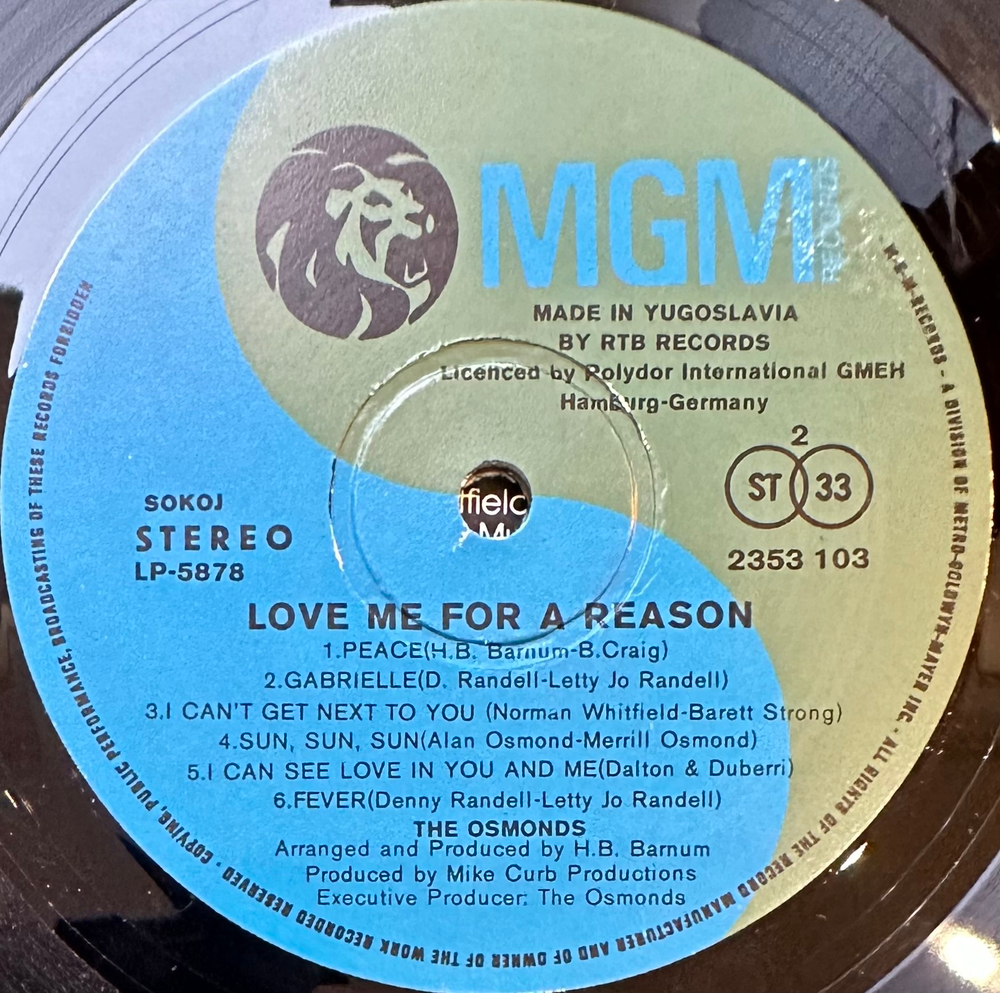 MGM RECORDS
MADE IN YUGOSLAVIA
BY RTB RECORDS
Licenced by Polydor International GMEH
Hamburg-Germany
2
ST 33
2353 103
SOKOJ
STEREO
LP-5878
tfield
Mu
LOVE ME FOR A REASON
1.PEACE(H.B. Barnum-B.Craig)
2.GABRIELLE(D. Randell-Letty Jo Randell)
3.I CAN'T GET NEXT TO YOU (Norman Whitfield-Barett Strong)
4.SUN, SUN, SUN(Alan Osmond-Merrill Osmond)
5.I CAN SEE LOVE IN YOU AND ME(Dalton & Duberri)
6.FEVER(Denny Randell-Letty Jo Randell)
THE OSMONDS
Arranged and Produced by H.B. Barnum
Produced by Mike Curb Productions
Executive Producer: The Osmonds
M-G-M-RECORDS - A DIVISION OF METRO-GOLDWYN-MAYER INC. - ALL RIGHTS OF THE RECORD MANUFACTURER AND OF OWNER OF THE WORK RECORDED RESERVED - COPYING, PUBLIC PERFORMANCE, BROADCASTING OF THESE RECORDS FORBIDDEN